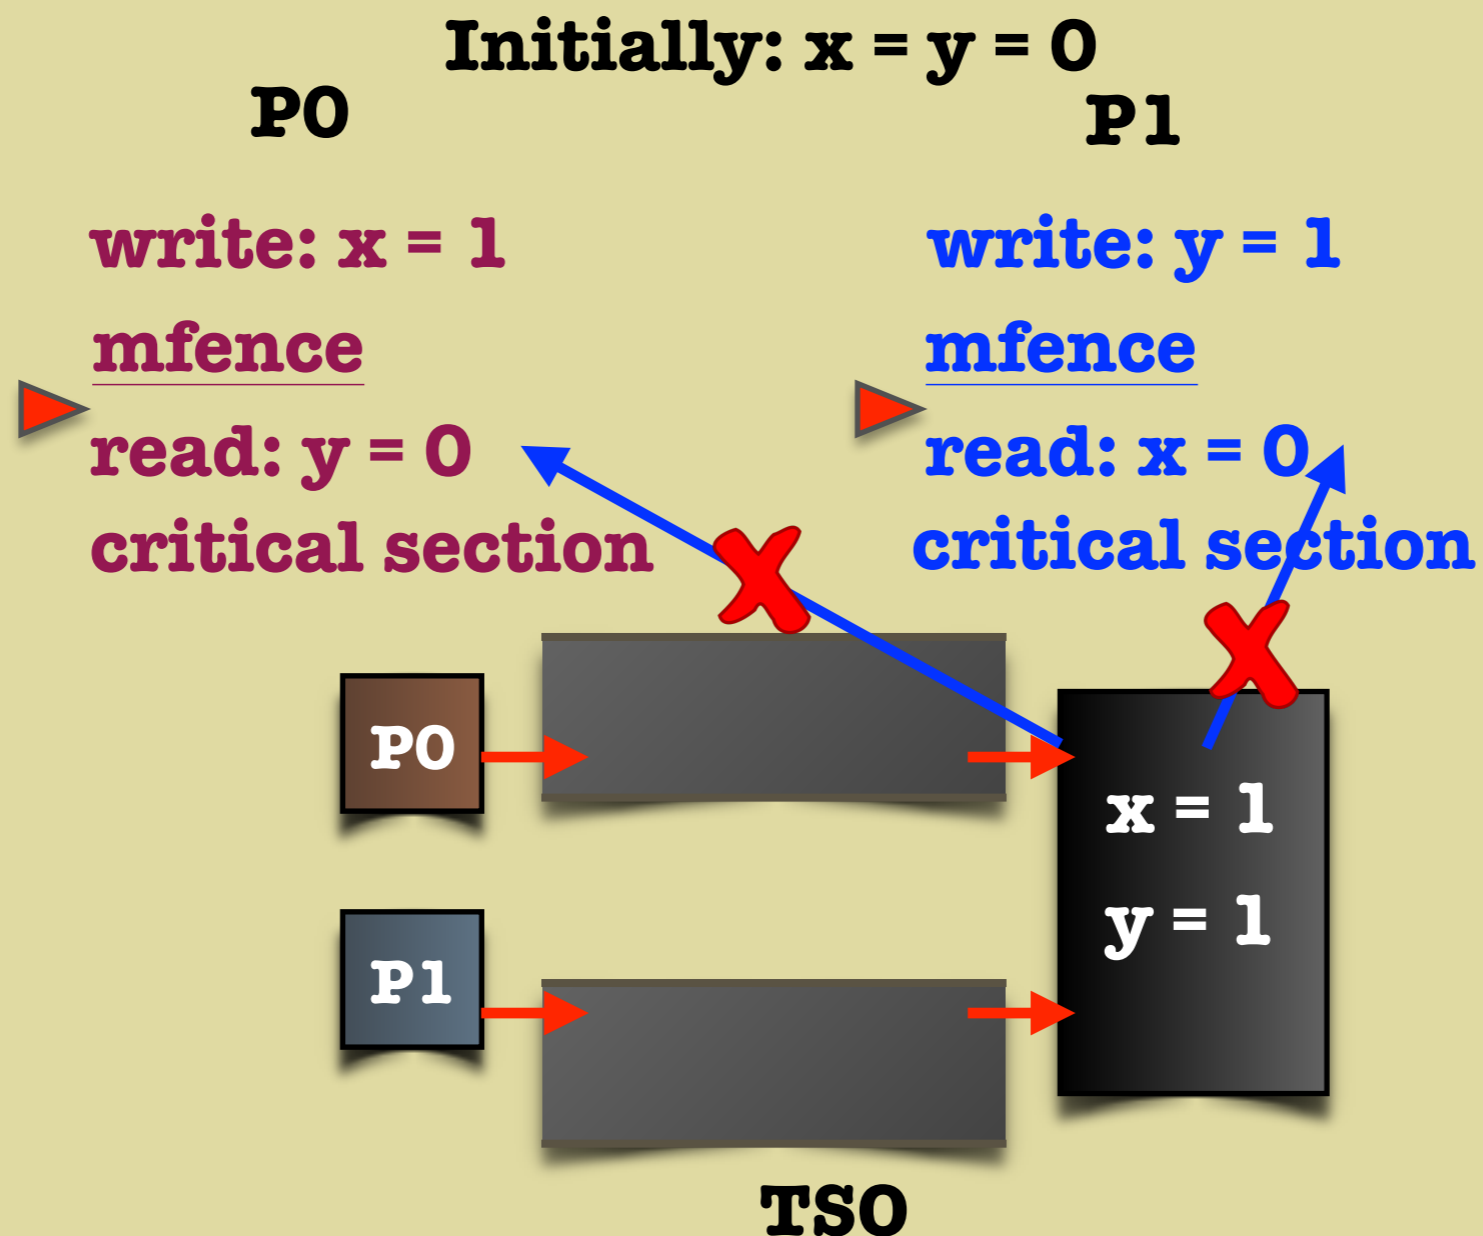 Initially: x = y = 0
P0
P1
write: x = 1
mfence
read: y = 0
critical section
write: y = 1
mfence
read: x = 0
critical section
P0
x = 1
y = 1
P1
TSO